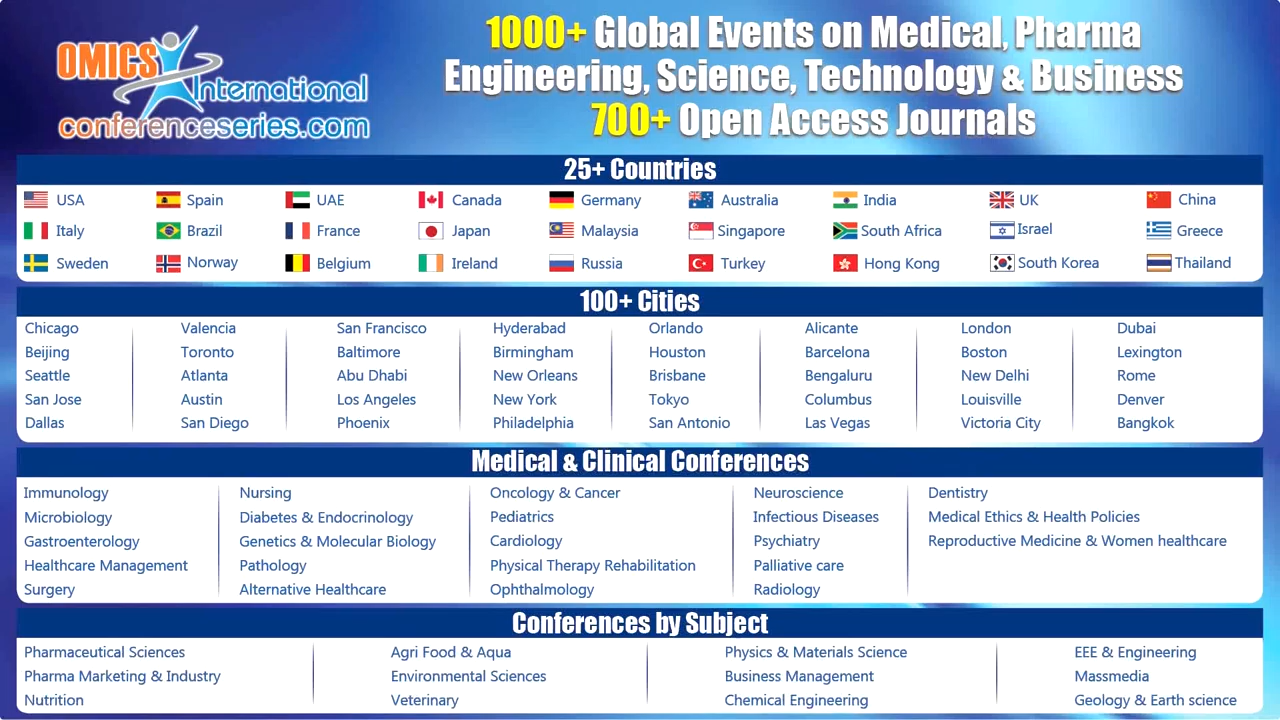 OMICS
International
conferenceseries.com
1000+ Global Events on Medical, Pharma
Engineering, Science, Technology & Business
700+ Open Access Journals
25+ Countries
USA Spain UAE Canada Germany Australia India UK China
Italy Brazil France Japan Malaysia Singapore South Africa Israel Greece
Sweden Norway Belgium Ireland Russia Turkey Hong Kong South Korea Thailand
100+ Cities
Chicago Valencia San Francisco Hyderabad Orlando Alicante London Dubai
Beijing Toronto Baltimore Birmingham Houston Barcelona Boston Lexington
Seattle Atlanta Abu Dhabi New Orleans Brisbane Bengaluru New Delhi Rome
San Jose Austin Los Angeles New York Tokyo Columbus Louisville Denver
Dallas San Diego Phoenix Philadelphia San Antonio Las Vegas Victoria City Bangkok
Medical & Clinical Conferences
Immunology Nursing Oncology & Cancer Neuroscience Dentistry
Microbiology Diabetes & Endocrinology Pediatrics Infectious Diseases Medical Ethics & Health Policies
Gastroenterology Genetics & Molecular Biology Cardiology Psychiatry Reproductive Medicine & Women healthcare
Healthcare Management Pathology Physical Therapy Rehabilitation Palliative care
Surgery Alternative Healthcare Ophthalmology Radiology
Conferences by Subject
Pharmaceutical Sciences Agri Food & Aqua Physics & Materials Science EEE & Engineering
Pharma Marketing & Industry Environmental Sciences Business Management Massmedia
Nutrition Veterinary Chemical Engineering Geology & Earth science